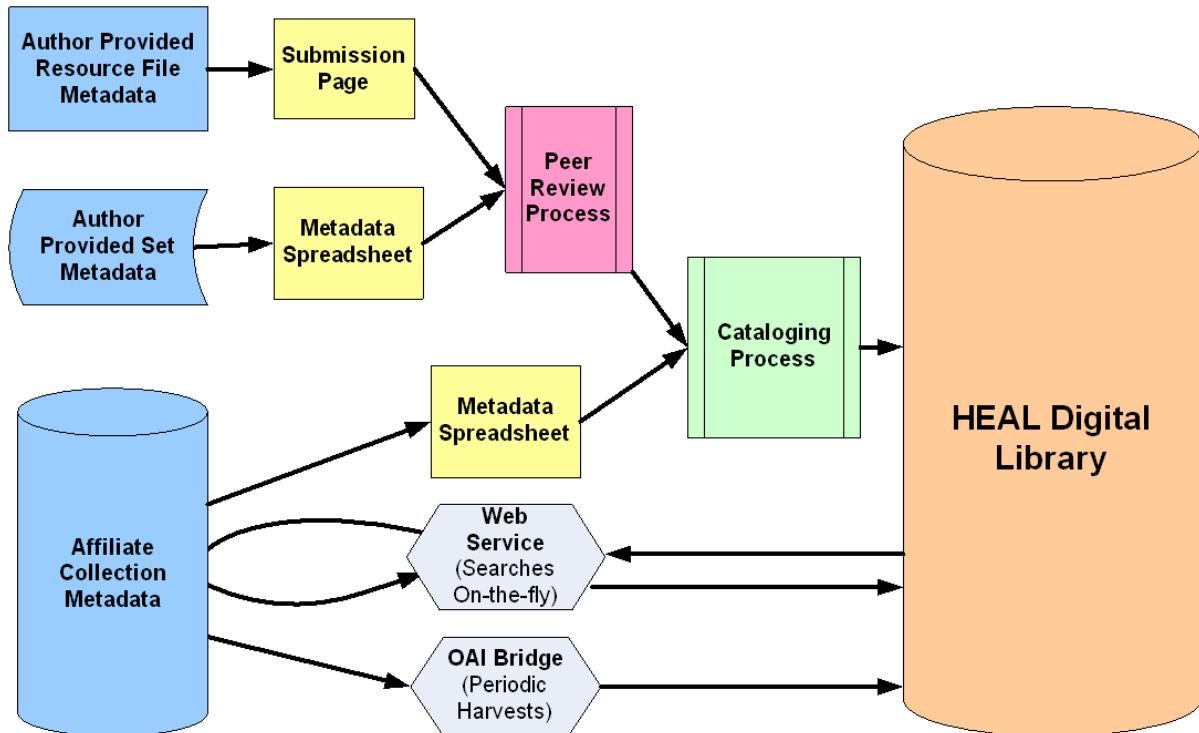 Author Provided
Resource File
Metadata
Submission
Page
Peer
Review
Process
Author
Provided Set
Metadata
Metadata
Spreadsheet
Cataloging
Process
Metadata
Spreadsheet
HEAL Digital
Library
Affiliate
Collection
Metadata
Web
Service
(Searches
On-the-fly)
OAI Bridge
(Periodic
Harvests)